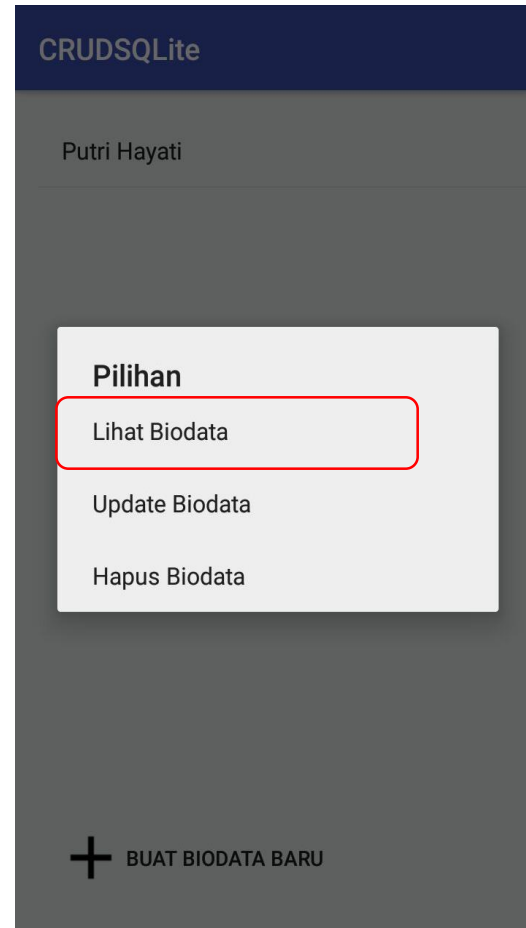 CRUDSQLite
Putri Hayati
Pilihan
Lihat Biodata
Update Biodata
Hapus Biodata
BUAT BIODATA BARU